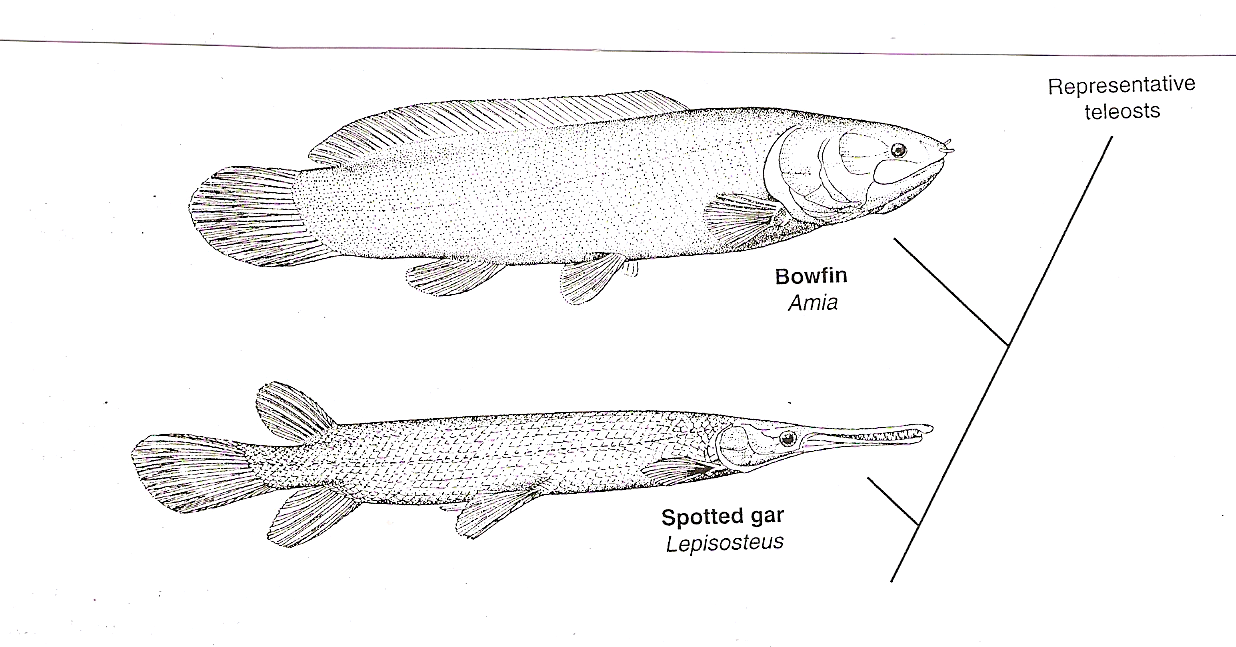 Representative
teleosts
Bowfin
Amia
Spotted gar
Lepisosteus